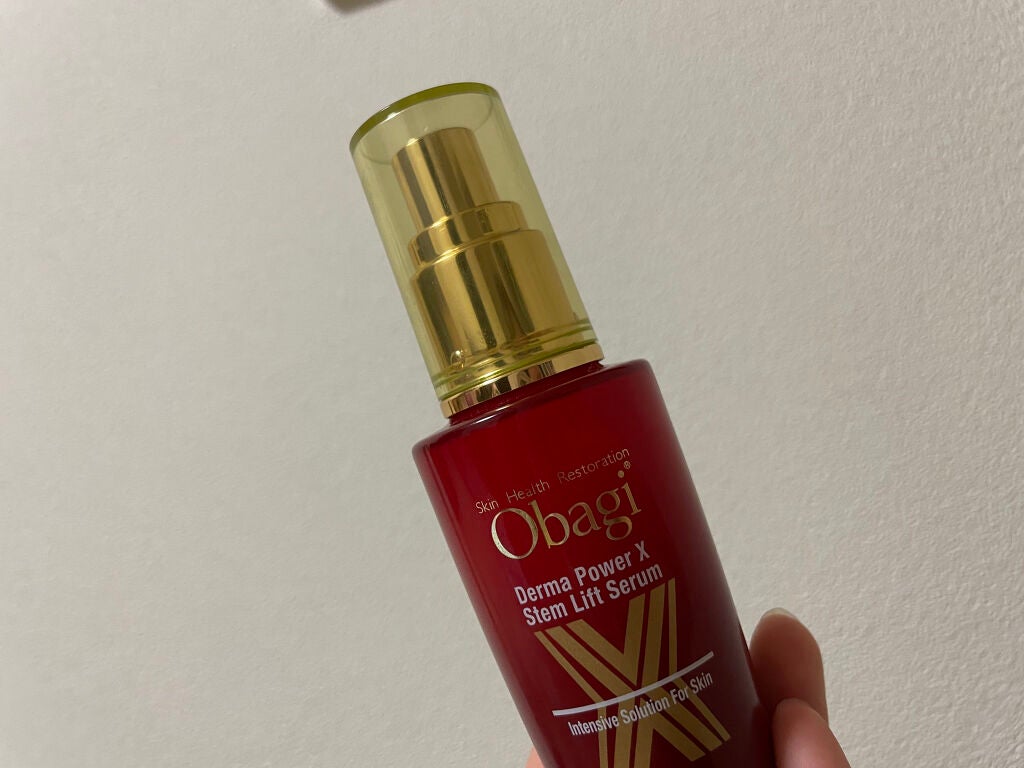 Skin Health Restoration
Obagi®
Derma Power X
Stem Lift Serum
X
Intensive Solution For Skin